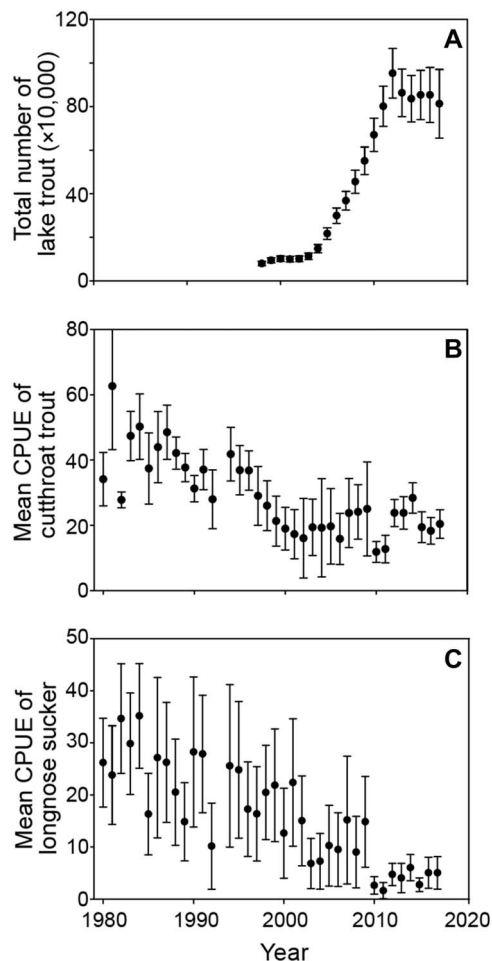 A
Total number of
lake trout (×10,000)
120
80
40
0
B
Mean CPUE of
cutthroat trout
80
60
40
20
0
C
Mean CPUE of
longnose sucker
50
40
30
20
10
0
1980 1990 2000 2010 2020
Year